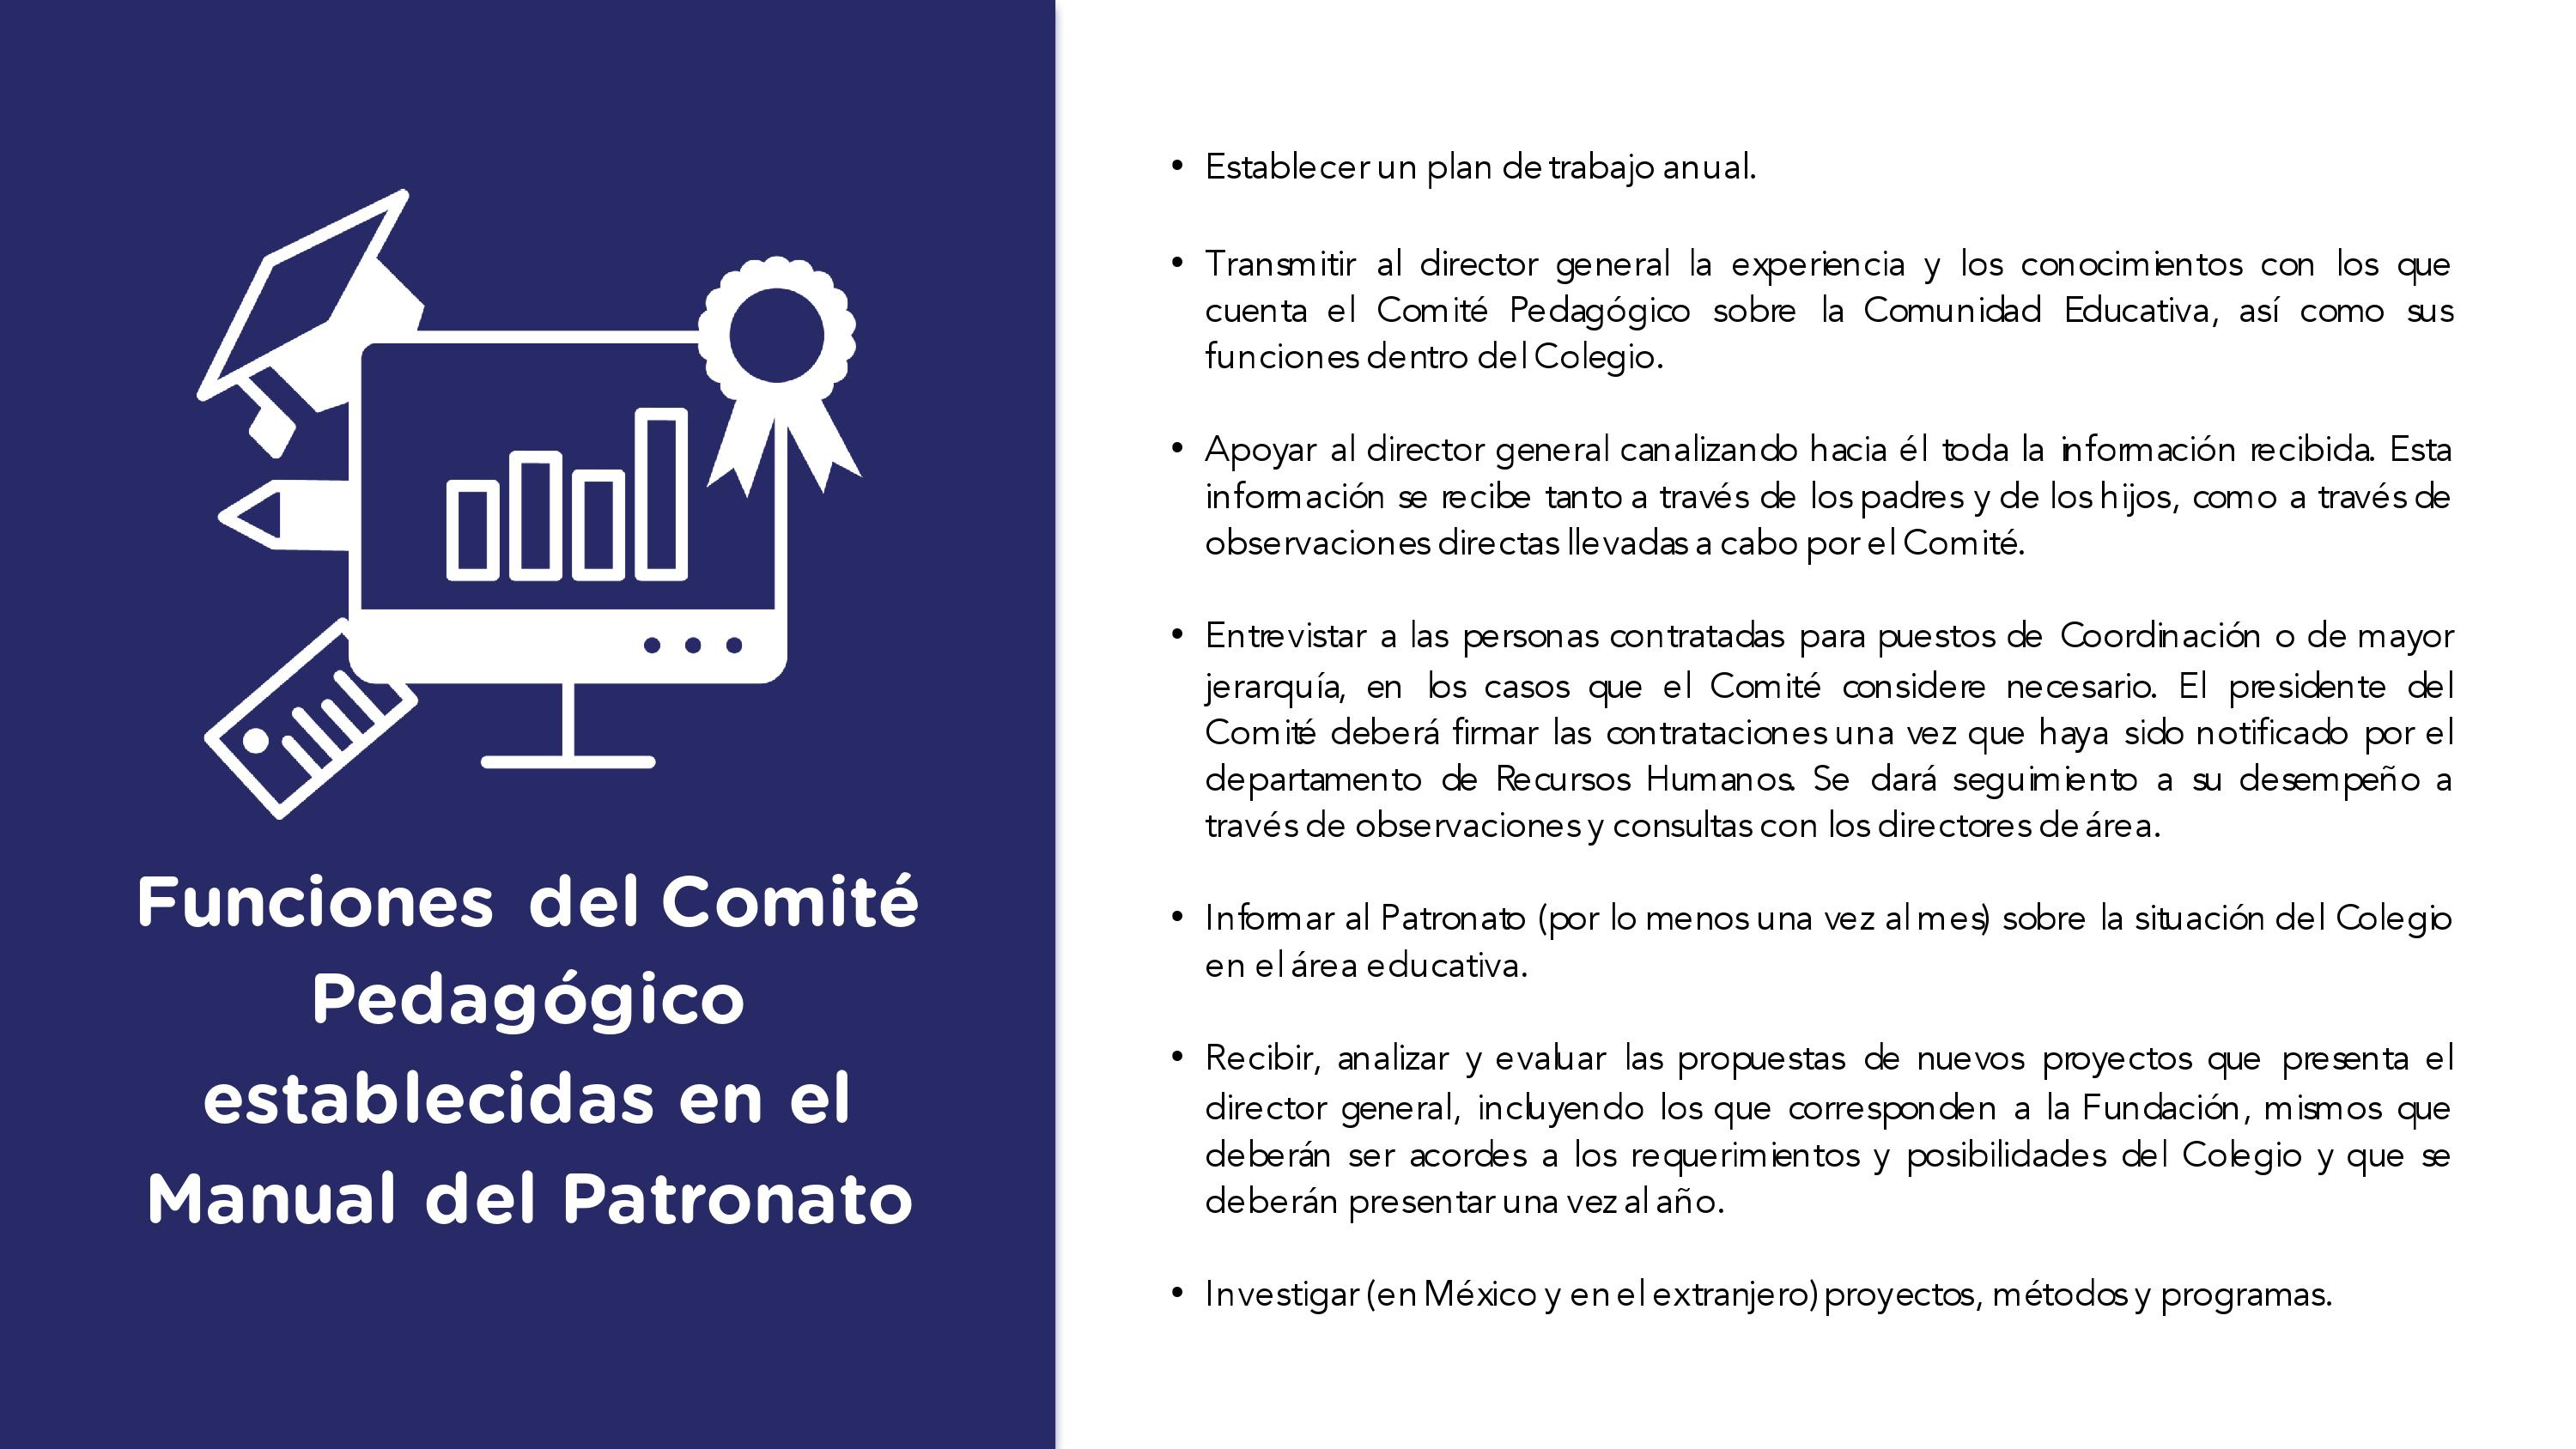 Funciones del Comité
Pedagógico
establecidas en el
Manual del Patronato
• Establecer un plan de trabajo anual.
• Transmitir al director general la experiencia y los conocimientos con los que
cuenta el Comité Pedagógico sobre la Comunidad Educativa, así como sus
funciones dentro del Colegio.
• Apoyar al director general canalizando hacia él toda la información recibida. Esta
información se recibe tanto a través de los padres y de los hijos, como a través de
observaciones directas llevadas a cabo por el Comité.
• Entrevistar a las personas contratadas para puestos de Coordinación o de mayor
jerarquía, en los casos que el Comité considere necesario. El presidente del
Comité deberá firmar las contrataciones una vez que haya sido notificado por el
departamento de Recursos Humanos. Se dará seguimiento a su desempeño a
través de observaciones y consultas con los directores de área.
• Informar al Patronato (por lo menos una vez al mes) sobre la situación del Colegio
en el área educativa.
• Recibir, analizar y evaluar las propuestas de nuevos proyectos que presenta el
director general, incluyendo los que corresponden a la Fundación, mismos que
deberán ser acordes a los requerimientos y posibilidades del Colegio y que se
deberán presentar una vez al año.
• Investigar (en México y en el extranjero) proyectos, métodos y programas.